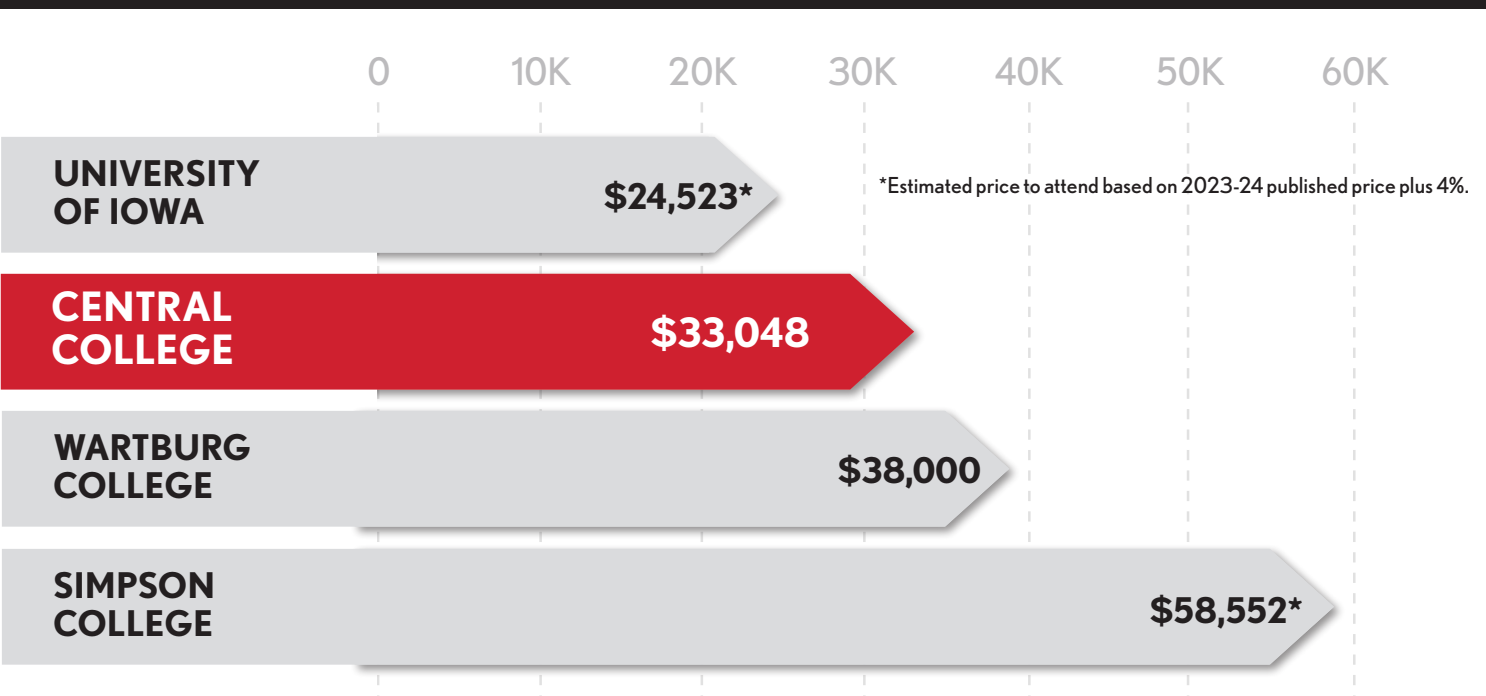 0 10K 20K 30K 40K 50K 60K
UNIVERSITY
OF IOWA
$24,523*
*Estimated price to attend based on 2023-24 published price plus 4%.
CENTRAL
COLLEGE
$33,048
WARTBURG
COLLEGE
$38,000
SIMPSON
COLLEGE
$58,552*